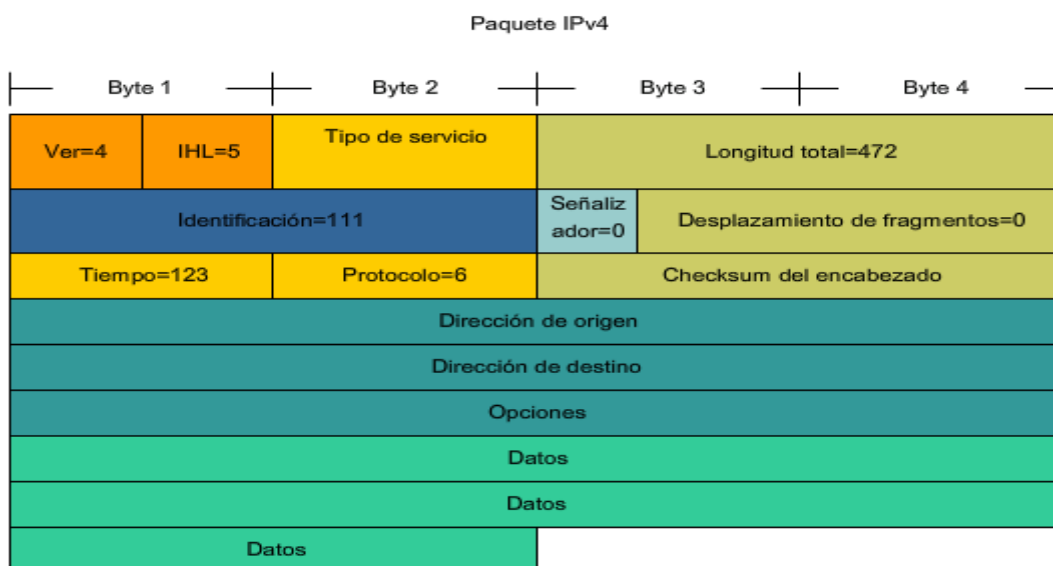 Paquete IPv4
Byte 1 Byte 2 Byte 3 Byte 4
Ver=4 IHL=5 Tipo de servicio Longitud total=472
Identificación=111 Señaliz
ador=0 Desplazamiento de fragmentos=0
Tiempo=123 Protocolo=6 Checksum del encabezado
Dirección de origen
Dirección de destino
Opciones
Datos
Datos
Datos